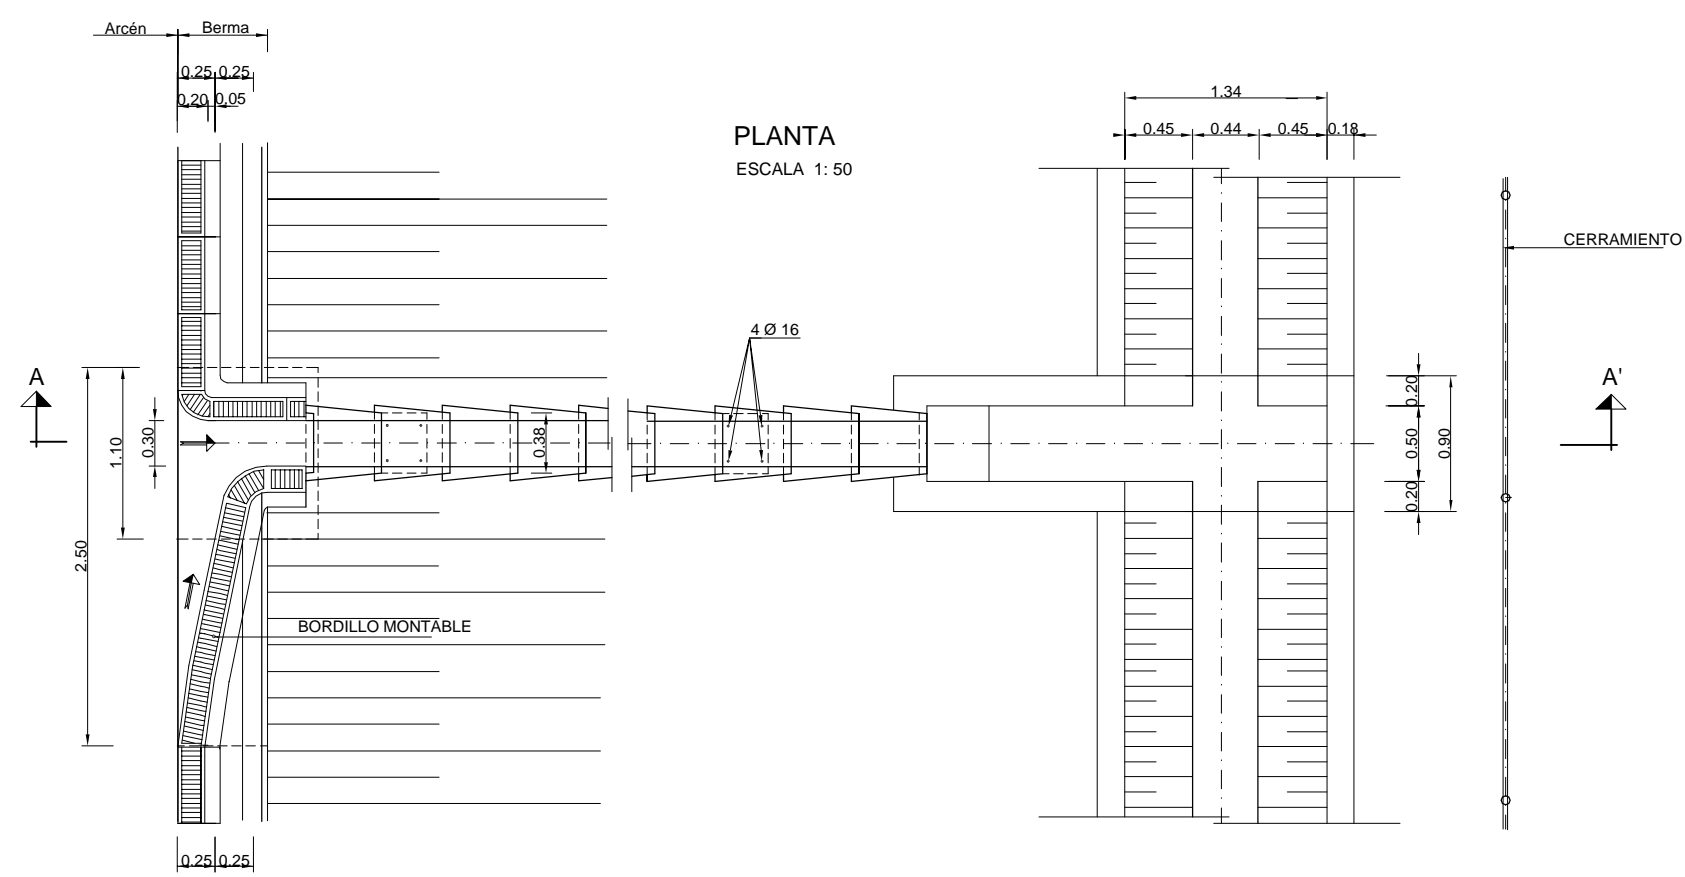 Arcén
Berma
0.25
0.25
0.20
0.05
PLANTA
ESCALA 1: 50
1.34
0.45
0.44
0.45
0.18
CERRAMIENTO
4 Ø 16
A
A'
0.20
0.50
0.90
0.20
0.38
0.30
1.10
2.50
BORDILLO MONTABLE
0.25
0.25